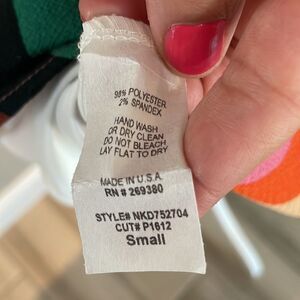 98% POLYESTER
2% SPANDEX
HAND WASH
OR DRY CLEAN
DO NOT BLEACH
LAY FLAT TO DRY
MADE IN U.S.A.
RN # 269380
STYLE# NKD752704
CUT# P1612
Small